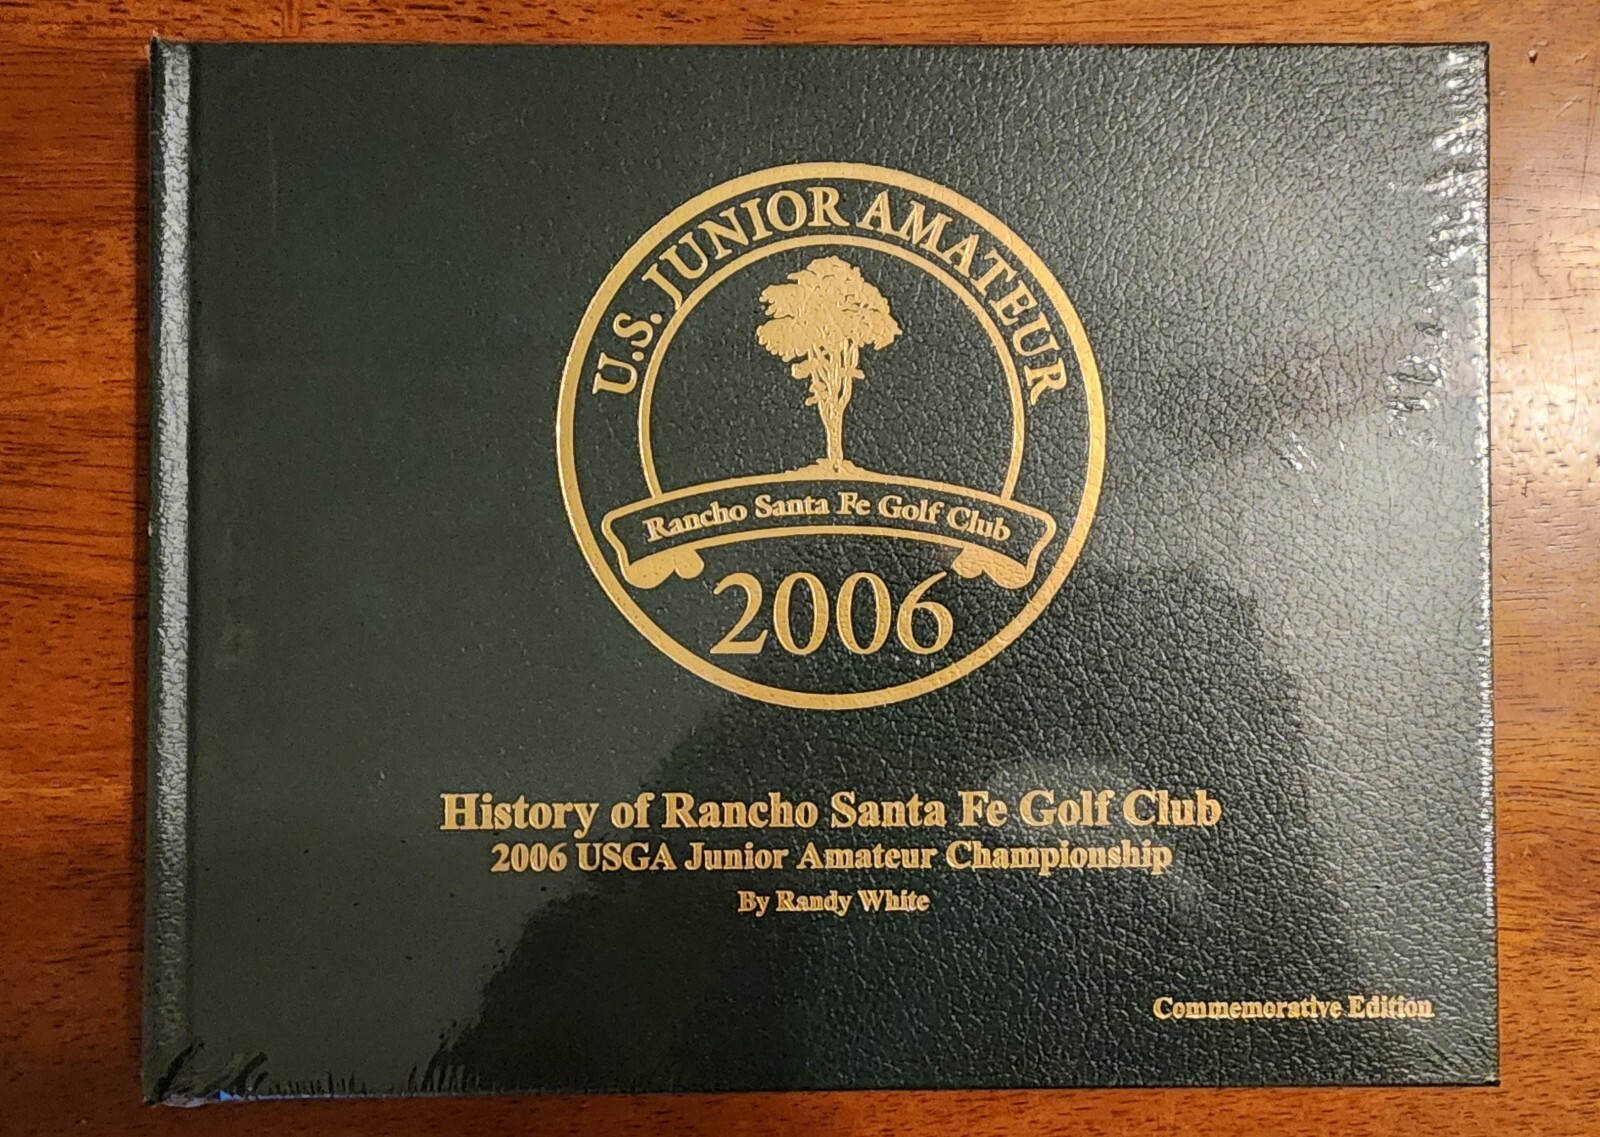 U.S. JUNIOR AMATEUR
Rancho Santa Fe Golf Club
2006
History of Rancho Santa Fe Golf Club
2006 USGA Junior Amateur Championship
By Randy White
Commemorative Edition